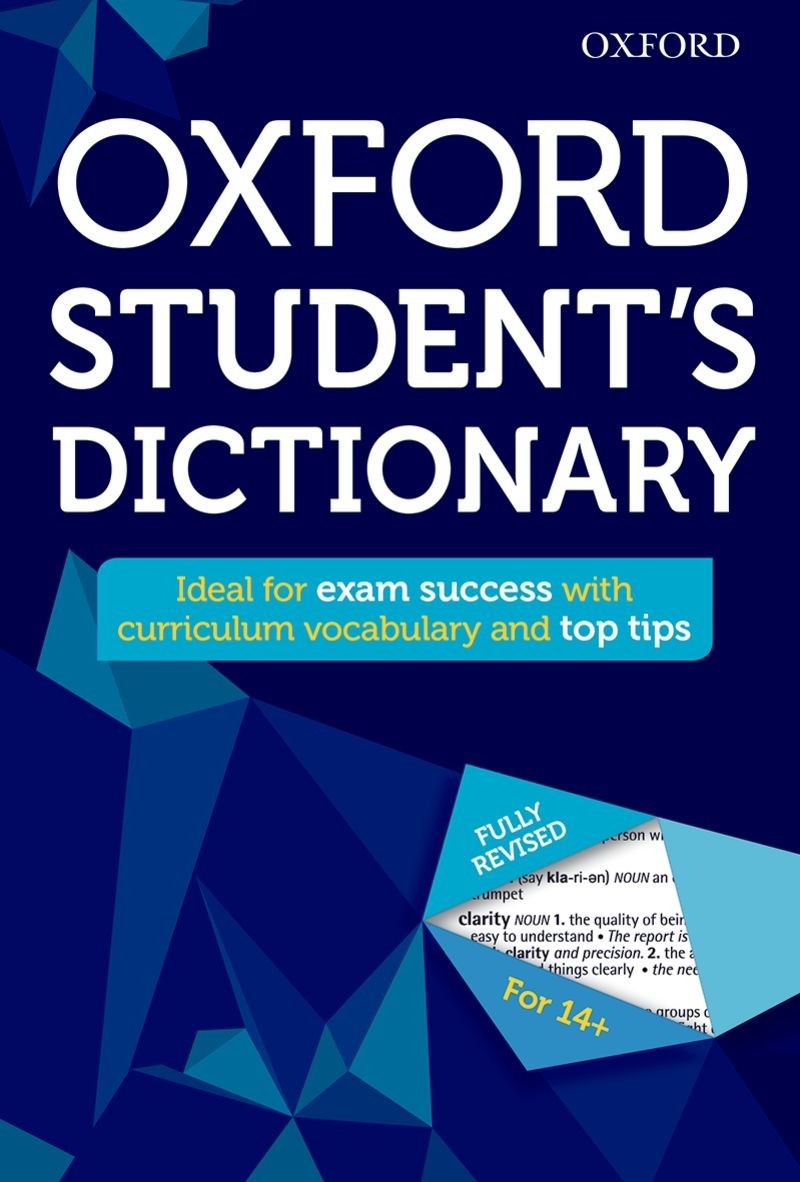 OXFORD
OXFORD
STUDENT'S
DICTIONARY
Ideal for exam success with
curriculum vocabulary and top tips
FULLY
REVISED
(say kla-ri-ən) NOUN an
clarity NOUN 1. the quality of
easy to understand • The report is
clarity and precision. 2. the
things clearly • the
For 14+
groups